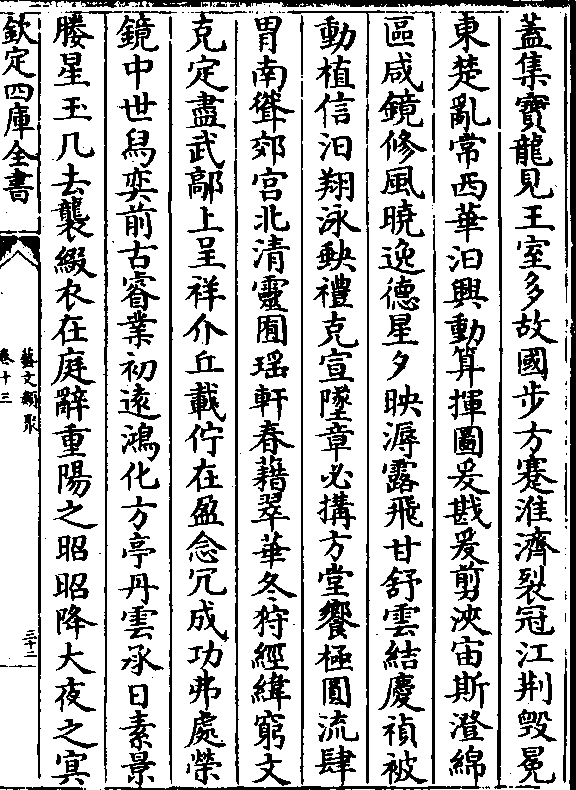 蓋集寶龍見王室多故國步方蹇淮濟裂冠江荆毁冕
東楚亂常西華汩興動算揮圖爰戡爰剪浹宙斯澄綿
區咸鏡修風曉逸德星夕映溽露飛甘舒雲結慶禎被
動植信汩翔泳軼禮克宣墜章必搆方堂饗極圓流肆
胄南聳郊宮北清靈囿瑶軒春藉翠華冬狩經緯窮文
克定盡武鄗上呈祥介丘載佇在盈念冗成功弗處榮
鏡中世舄奕前古睿業初遠鴻化方亭丹雲承日素景
媵星玉几去襲綴衣在庭辭重陽之昭昭降大夜之冥
欽定四庫全書
藝文類聚
卷十三
三十二